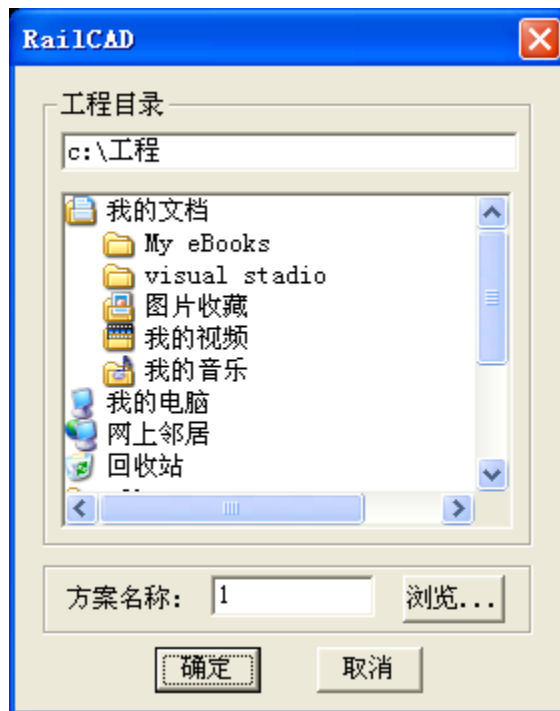 RailCAD
工程目录
c:\工程
我的文档
My eBooks
visual stadio
图片收藏
我的视频
我的音乐
我的电脑
网上邻居
回收站
方案名称:
1
浏览...
确定
取消